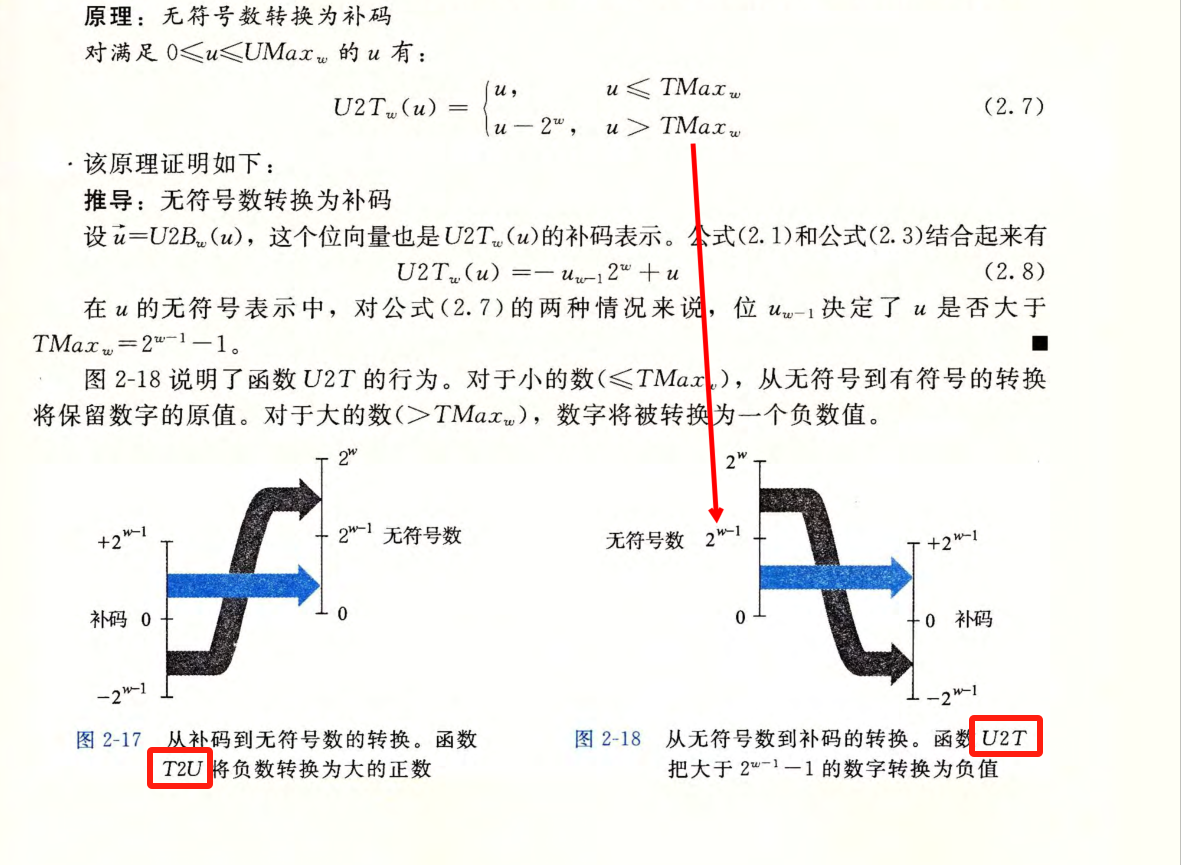 原理：无符号数转换为补码
对满足 0≤u≤UMax_w 的 u 有：
U2T_w(u) = { u, u ≤ TMax_w
u − 2^w, u > TMax_w (2.7)
该原理证明如下：
推导：无符号数转换为补码
设 u⃗=U2B_w(u)，这个位向量也是U2T_w(u)的补码表示。公式(2.1)和公式(2.3)结合起来有
U2T_w(u) =− u_{w−1}2^w + u (2.8)
在 u 的无符号表示中，对公式(2.7)的两种情况来说，位 u_{w−1} 决定了 u 是否大于
TMax_w=2^{w−1}−1。
图 2-18 说明了函数 U2T 的行为。对于小的数(≤TMax_w)，从无符号到有符号的转换
将保留数字的原值。对于大的数(>TMax_w)，数字将被转换为一个负数值。
2^w
+2^{w−1}
2^{w−1} 无符号数
补码 0
0
−2^{w−1}
2^w
无符号数 2^{w−1}
+2^{w−1}
0
0 补码
−2^{w−1}
图 2-17 从补码到无符号数的转换。函数
T2U 将负数转换为大的正数
图 2-18 从无符号数到补码的转换。函数 U2T
把大于 2^{w−1}−1 的数字转换为负值